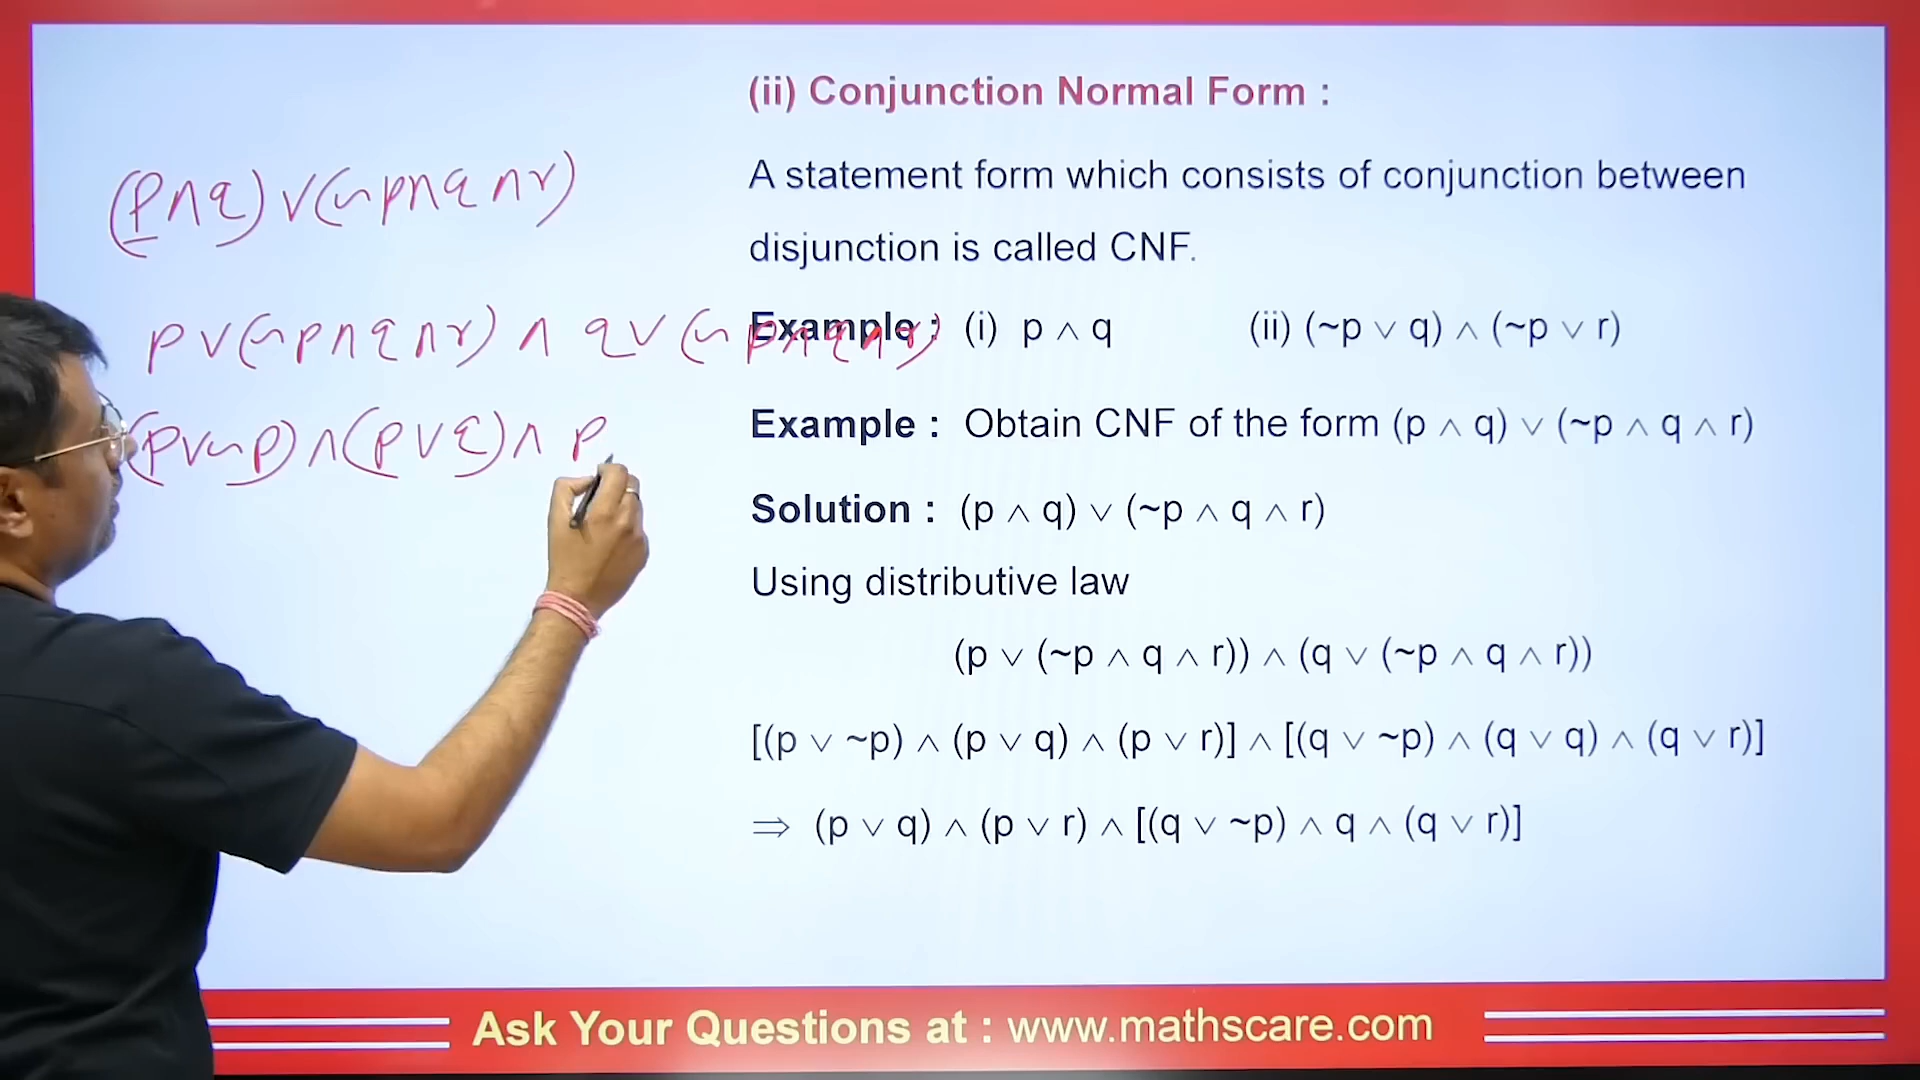 (ii) Conjunction Normal Form :
A statement form which consists of conjunction between
disjunction is called CNF.
Example : (i) p ∧ q (ii) (~p ∨ q) ∧ (~p ∨ r)
Example : Obtain CNF of the form (p ∧ q) ∨ (~p ∧ q ∧ r)
Solution : (p ∧ q) ∨ (~p ∧ q ∧ r)
Using distributive law
(p ∨ (~p ∧ q ∧ r)) ∧ (q ∨ (~p ∧ q ∧ r))
[(p ∨ ~p) ∧ (p ∨ q) ∧ (p ∨ r)] ∧ [(q ∨ ~p) ∧ (q ∨ q) ∧ (q ∨ r)]
⇒ (p ∨ q) ∧ (p ∨ r) ∧ [(q ∨ ~p) ∧ q ∧ (q ∨ r)]
(p ∧ q) ∨ (~p ∧ q ∧ r)
p ∨ (~p ∧ q ∧ r) ∧ q ∨ (~p ∧ q ∧ r)
(p ∨ ~p) ∧ (p ∨ q) ∧ p
Ask Your Questions at : www.mathscare.com